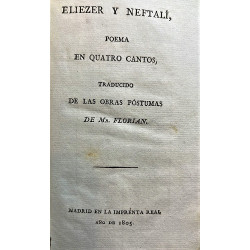 ELIEZER Y NEFTALÍ,
POEMA
EN QUATRO CANTOS,
TRADUCIDO
DE LAS OBRAS PÓSTUMAS
DE MR. FLORIAN.
MADRID EN LA IMPRENTA REAL
AÑO DE 1805.